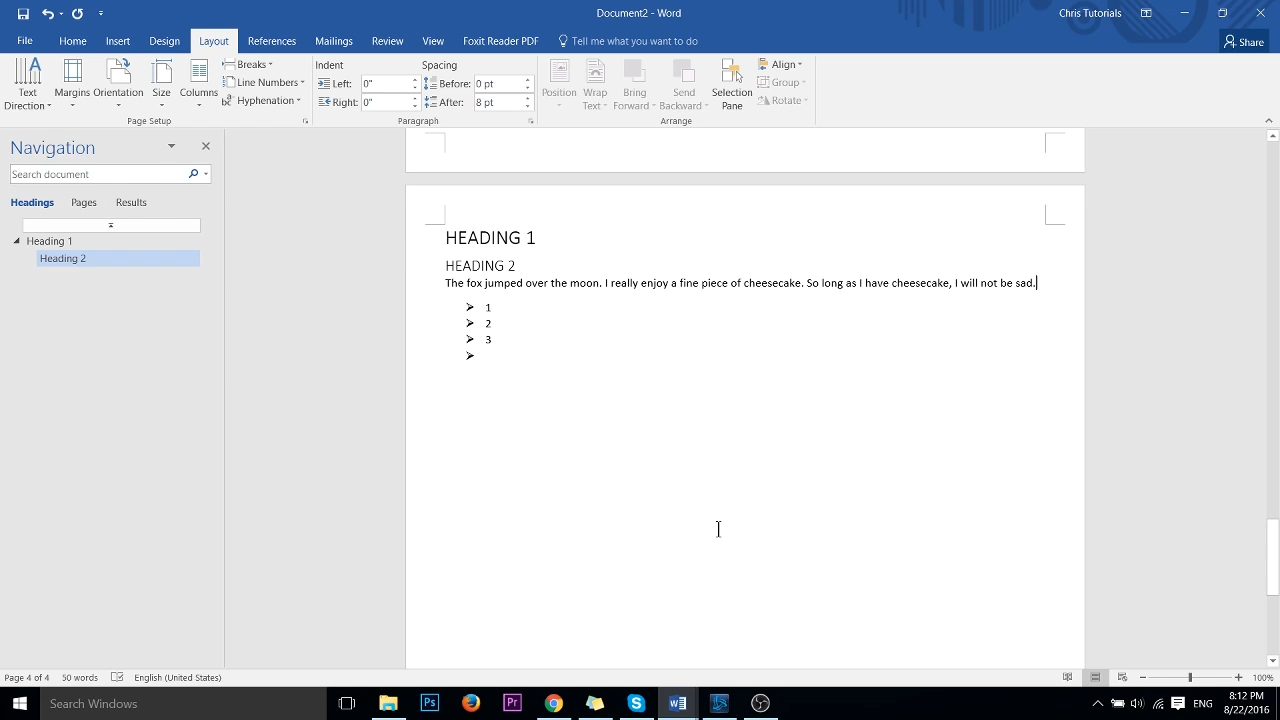 Document2 - Word
Chris Tutorials
File Home Insert Design Layout References Mailings Review View Foxit Reader PDF Tell me what you want to do Share
Text Direction
Margins
Orientation
Size
Columns
Breaks
Line Numbers
Hyphenation
Page Setup
Indent
Left: 0"
Right: 0"
Spacing
Before: 0 pt
After: 8 pt
Paragraph
Position
Wrap Text
Bring Forward
Send Backward
Selection Pane
Align
Group
Rotate
Arrange
Navigation
Search document
Headings Pages Results
Heading 1
Heading 2
HEADING 1
HEADING 2
The fox jumped over the moon. I really enjoy a fine piece of cheesecake. So long as I have cheesecake, I will not be sad.
➢ 1
➢ 2
➢ 3
➢
Page 4 of 4 50 words English (United States) 100%
Search Windows
Ps
Pr
ENG
8:12 PM
8/22/2016